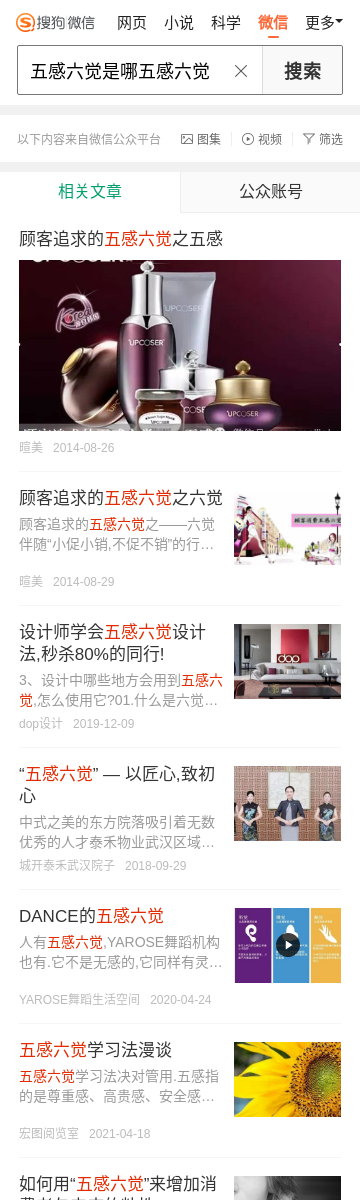 搜狗微信 网页 小说 科学 微信 更多
五感六觉是哪五感六觉 搜索
以下内容来自微信公众平台 图集 视频 筛选
相关文章 公众账号
顾客追求的五感六觉之五感
Korea
UPCOSER
UPCOSER
UPCOSER
暄美 2014-08-26
顾客追求的五感六觉之六觉
顾客追求的五感六觉之——六觉
伴随“小促小销,不促不销”的行…
暄美 2014-08-29
设计师学会五感六觉设计
法,秒杀80%的同行!
3、设计中哪些地方会用到五感六
觉,怎么使用它?01.什么是六觉…
dop
dop设计 2019-12-09
“五感六觉” — 以匠心,致初
心
中式之美的东方院落吸引着无数
优秀的人才泰禾物业武汉区域…
城开泰禾武汉院子 2018-09-29
DANCE的五感六觉
人有五感六觉,YAROSE舞蹈机构
也有.它不是无感的,它同样有灵…
YAROSE舞蹈生活空间 2020-04-24
五感六觉学习法漫谈
五感六觉学习法决对管用.五感指
的是尊重感、高贵感、安全感…
宏图阅览室 2021-04-18
如何用“五感六觉”来增加消